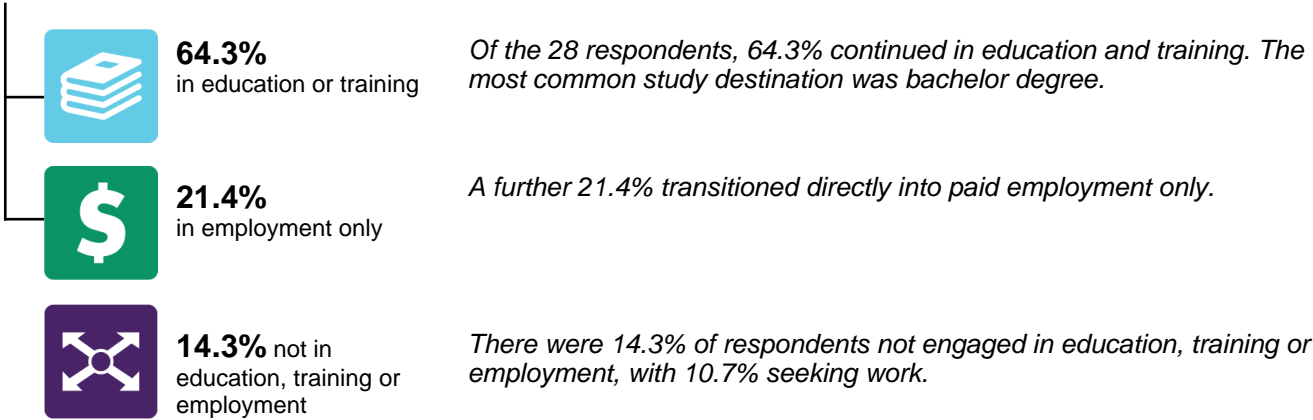 64.3%
in education or training
Of the 28 respondents, 64.3% continued in education and training. The
most common study destination was bachelor degree.
$
21.4%
in employment only
A further 21.4% transitioned directly into paid employment only.
14.3% not in
education, training or
employment
There were 14.3% of respondents not engaged in education, training or
employment, with 10.7% seeking work.